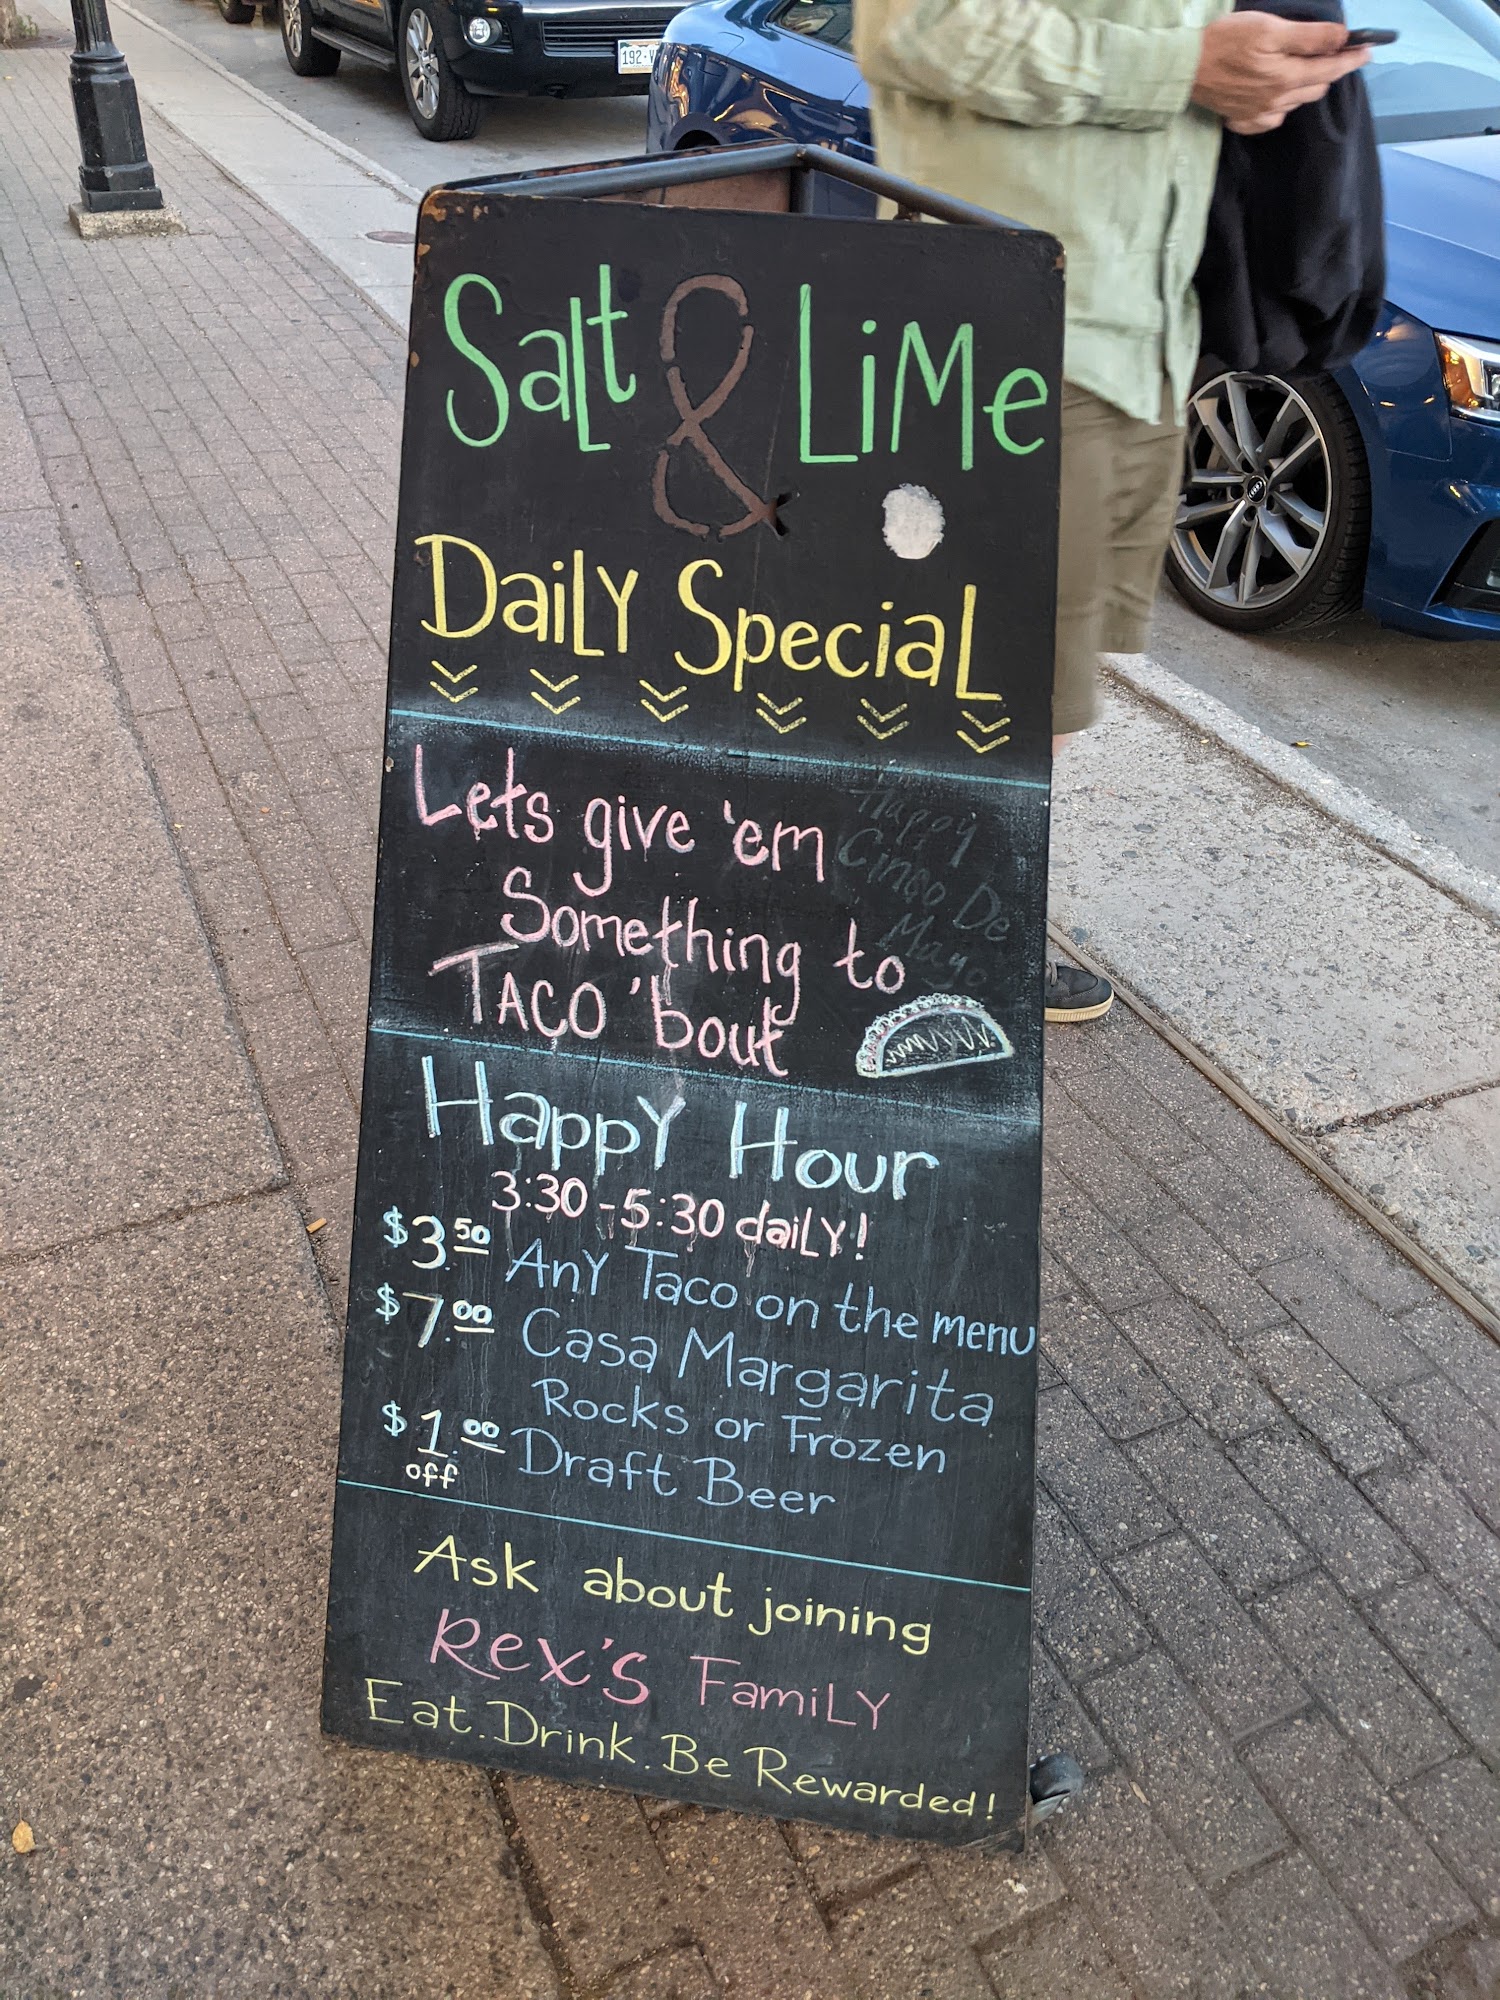 192-
Salt & Lime
Daily Special
Lets give 'em
Something to
TACO 'bout
Happy
Cinco De
Mayo
Happy Hour
3:30-5:30 daily!
$3.50 Any Taco on the menu
$7.00 Casa Margarita
Rocks or Frozen
$1.00 Draft Beer
off
Ask about joining
Rex's Family
Eat. Drink. Be Rewarded!